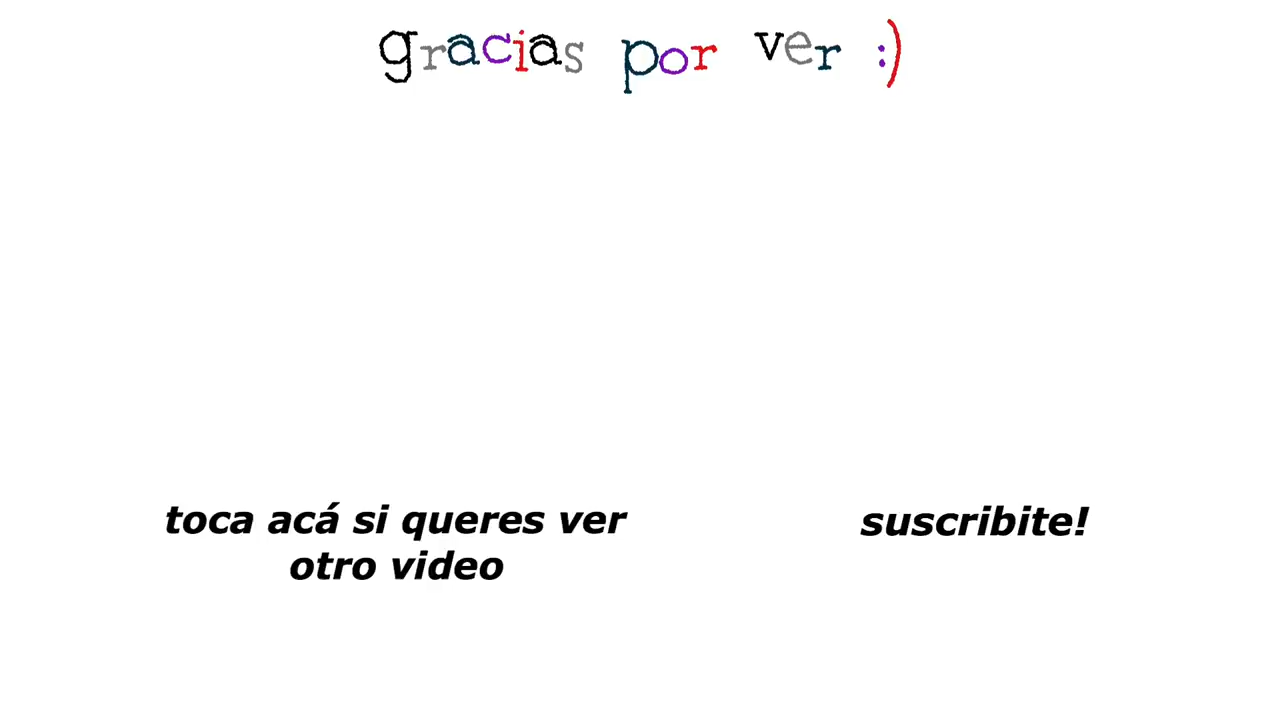 gracias por ver :)
toca acá si queres ver
otro video
suscribite!